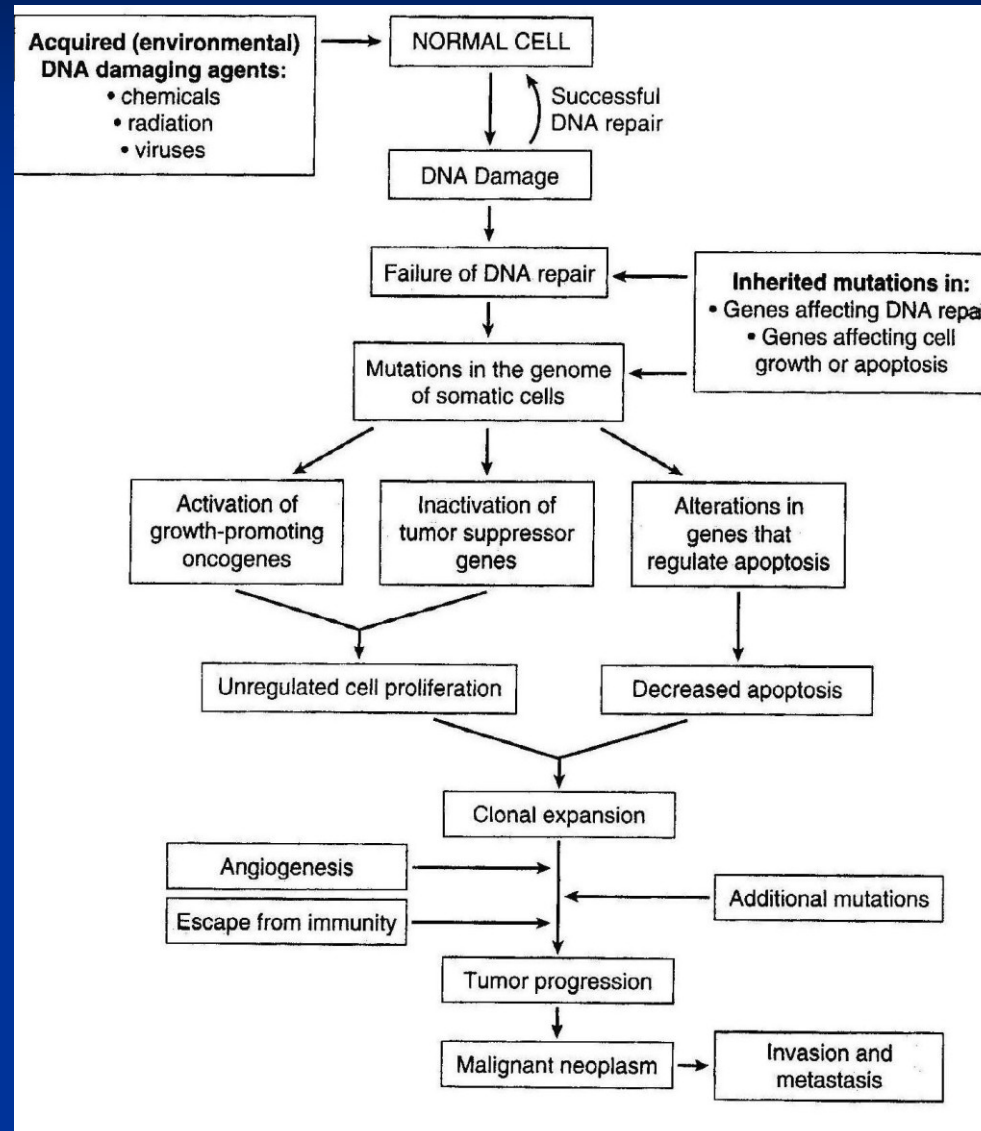 Acquired (environmental)
DNA damaging agents:
• chemicals
• radiation
• viruses
NORMAL CELL
Successful
DNA repair
DNA Damage
Failure of DNA repair
Inherited mutations in:
• Genes affecting DNA repai
• Genes affecting cell
growth or apoptosis
Mutations in the genome
of somatic cells
Activation of
growth-promoting
oncogenes
Inactivation of
tumor suppressor
genes
Alterations in
genes that
regulate apoptosis
Unregulated cell proliferation
Decreased apoptosis
Clonal expansion
Angiogenesis
Additional mutations
Escape from immunity
Tumor progression
Malignant neoplasm
Invasion and
metastasis